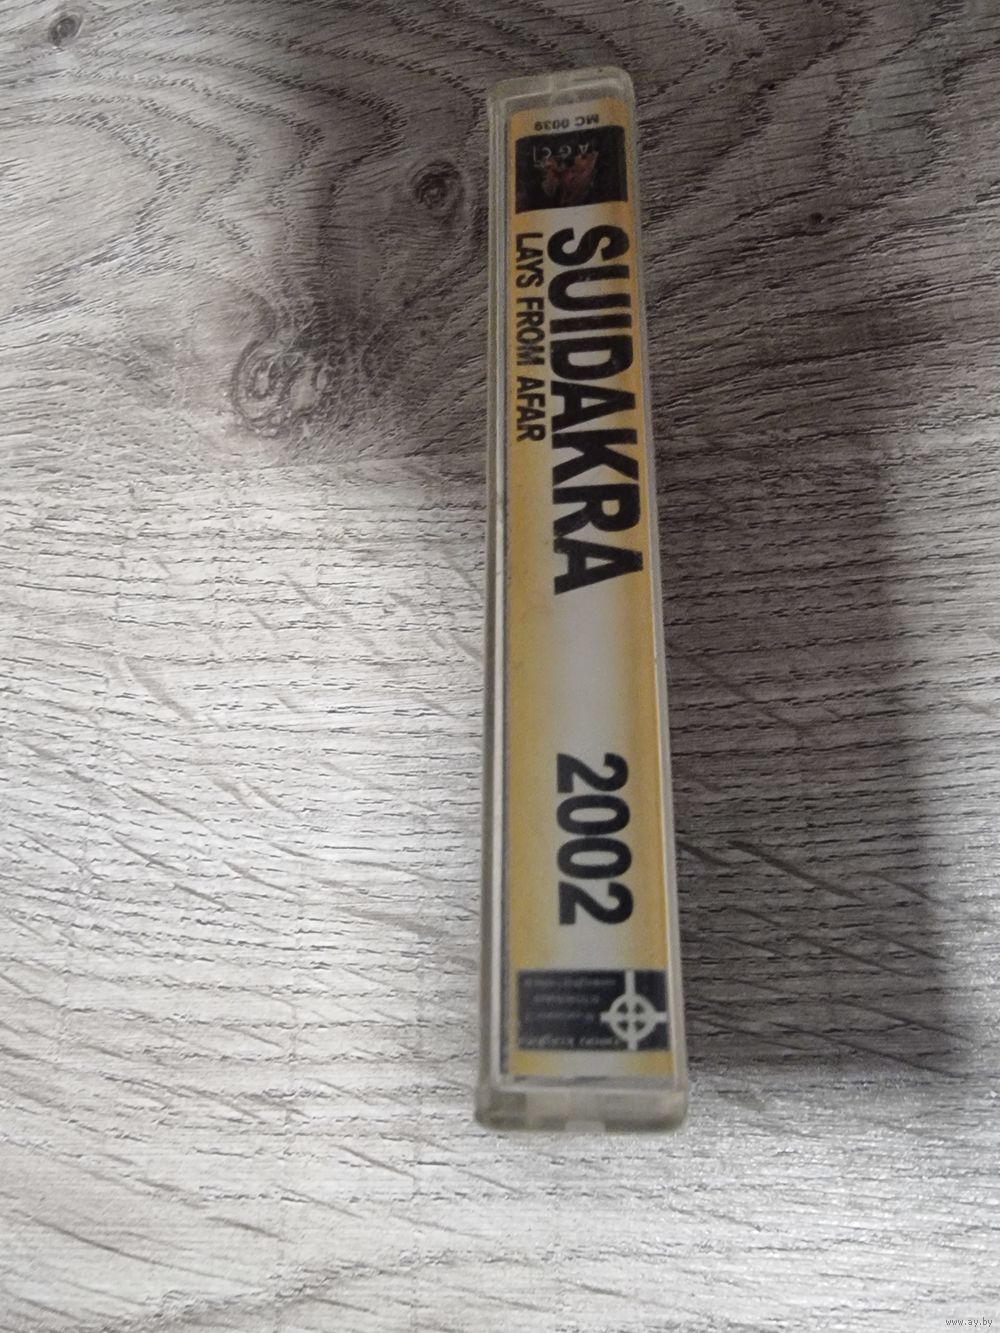 MC 0039
SUIDAKRA
LAYS FROM AFAR
2002
www.ay.by